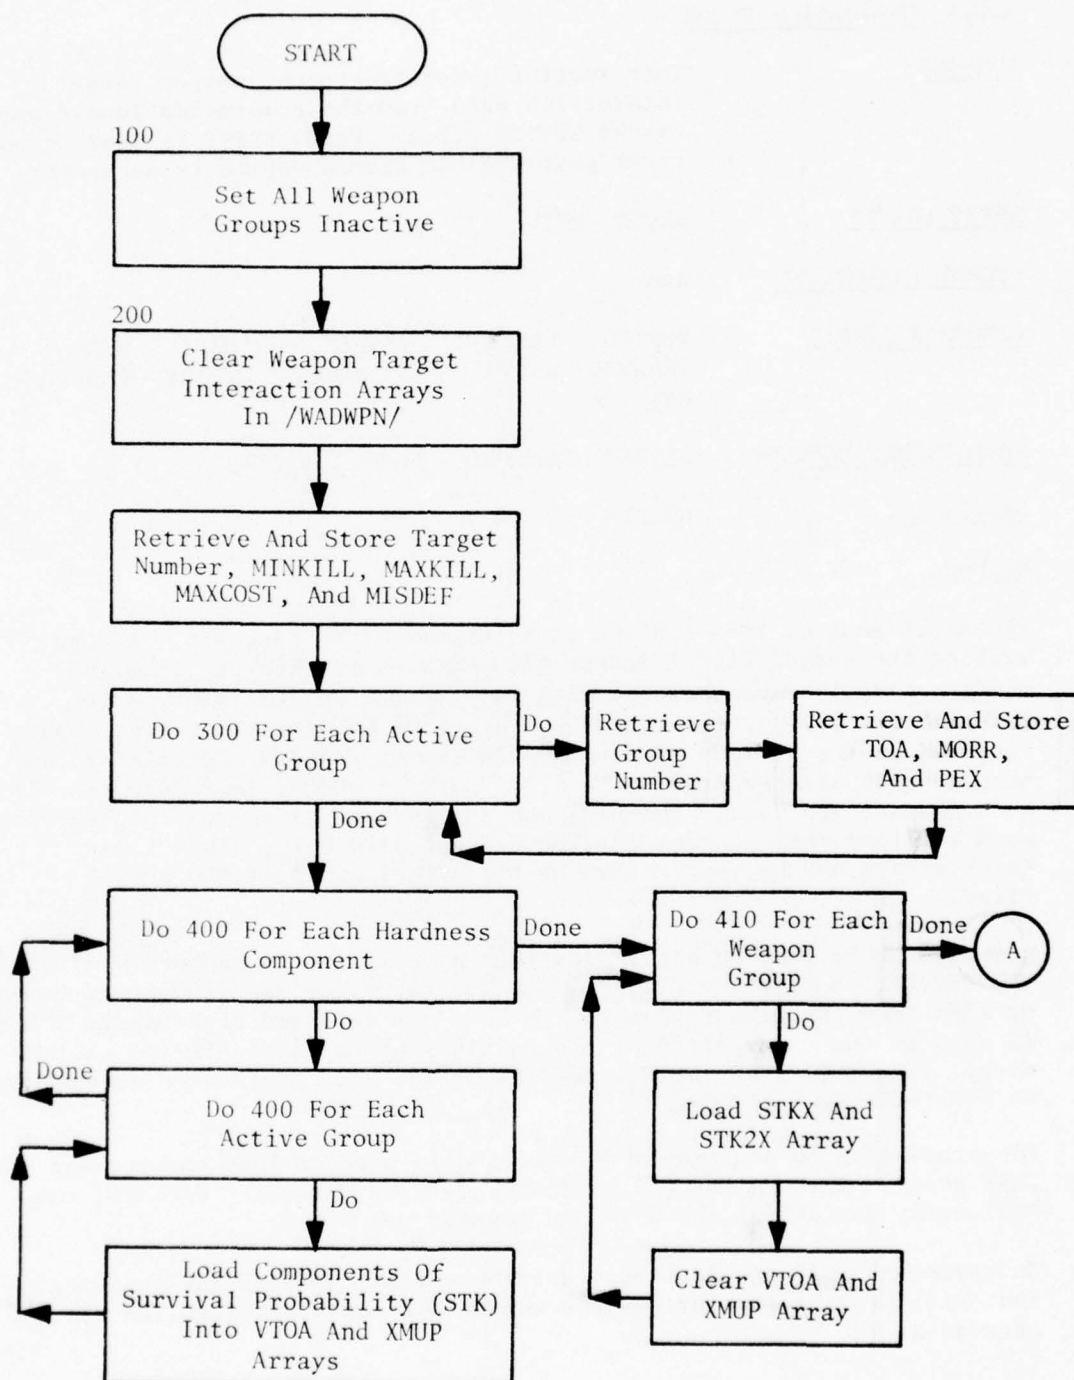 START
100
Set All Weapon
Groups Inactive
200
Clear Weapon Target
Interaction Arrays
In /WADWPN/
Retrieve And Store Target
Number, MINKILL, MAXKILL,
MAXCOST, And MISDEF
Do 300 For Each Active
Group
Do
Retrieve
Group
Number
Retrieve And Store
TOA, MORR,
And PEX
Done
Do 400 For Each Hardness
Component
Done
Do 410 For Each
Weapon
Group
Done
A
Do
Do
Done
Do 400 For Each
Active Group
Load STKX And
STK2X Array
Do
Load Components Of
Survival Probability (STK)
Into VTOA And XMUP
Arrays
Clear VTOA And
XMUP Array